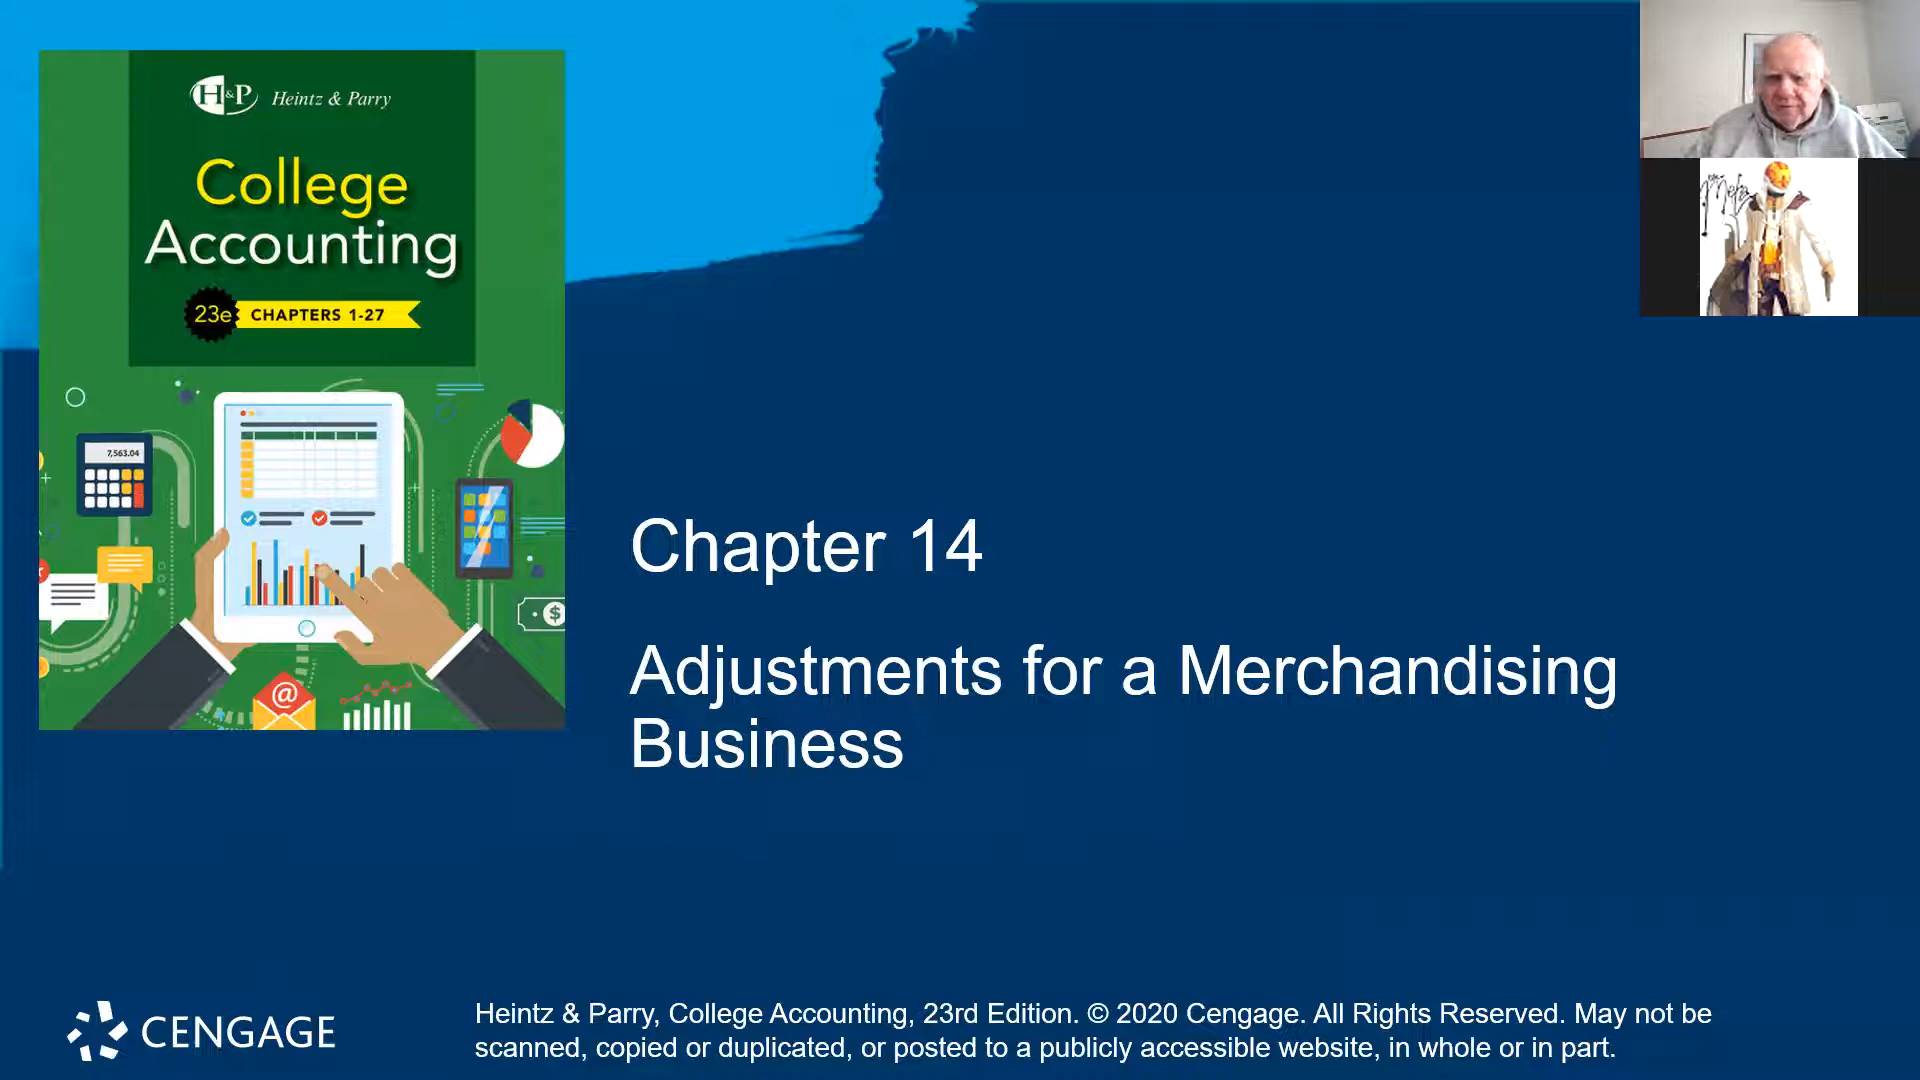 H&P Heintz & Parry
College
Accounting
23e CHAPTERS 1-27
7,563.04
@
$
Chapter 14
Adjustments for a Merchandising
Business
CENGAGE
Heintz & Parry, College Accounting, 23rd Edition. © 2020 Cengage. All Rights Reserved. May not be
scanned, copied or duplicated, or posted to a publicly accessible website, in whole or in part.